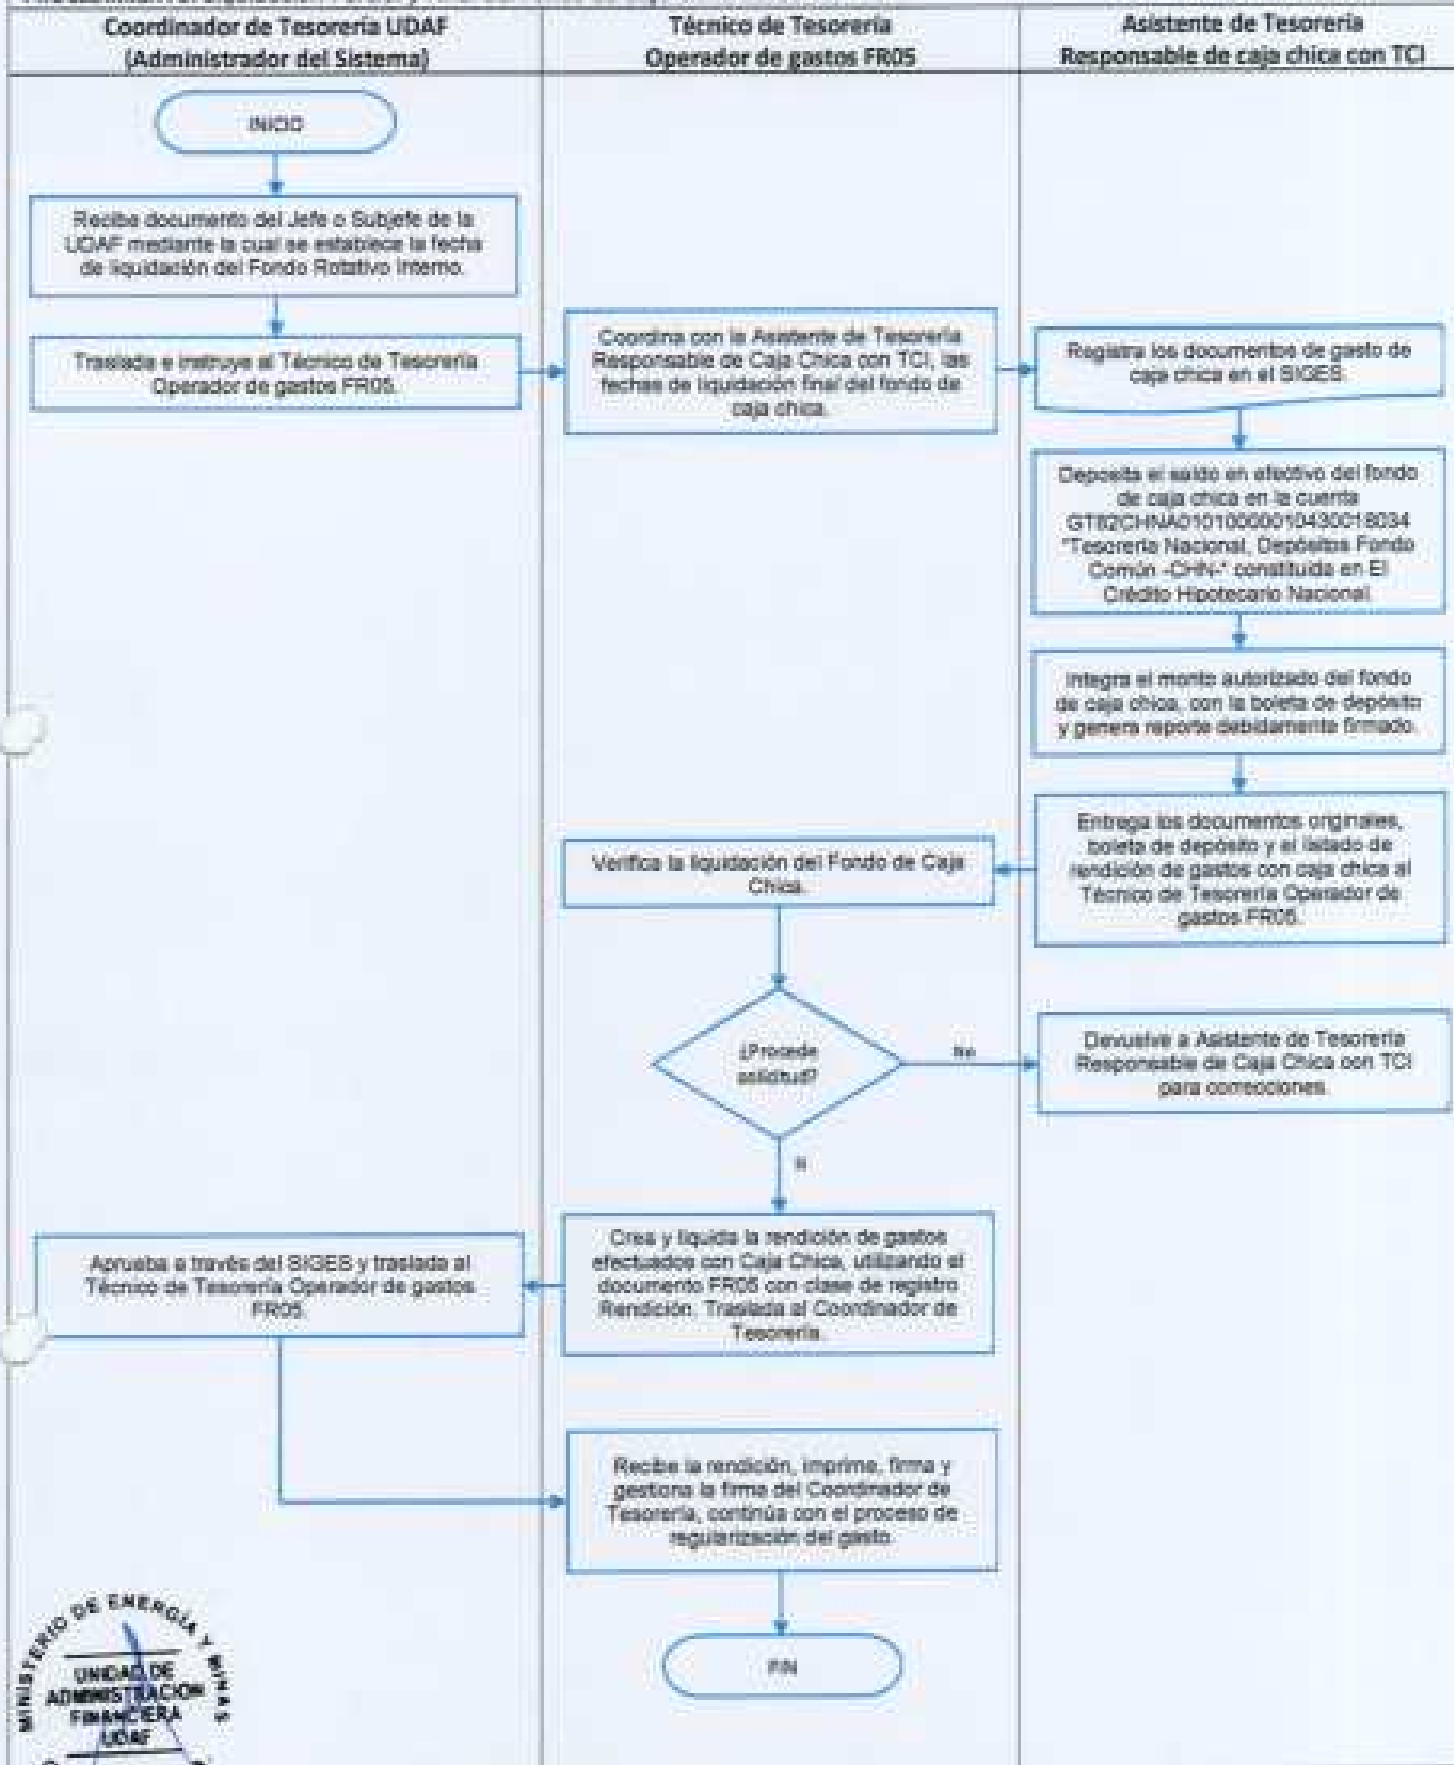 Coordinador de Tesorería UDAF
(Administrador del Sistema)
Técnico de Tesorería
Operador de gastos FR05
Asistente de Tesorería
Responsable de caja chica con TCI
INICIO
Recibe documento del Jefe o Subjefe de la
UDAF mediante la cual se establece la fecha
de liquidación del Fondo Rotativo Interno.
Traslada e instruye al Técnico de Tesorería
Operador de gastos FR05.
Coordina con la Asistente de Tesorería
Responsable de Caja Chica con TCI, las
fechas de liquidación final del fondo de
caja chica.
Registra los documentos de gasto de
caja chica en el SIGES.
Deposita el saldo en efectivo del fondo
de caja chica en la cuenta
GT82CHNA01010000010430018034
"Tesorería Nacional, Depósitos Fondo
Común -CHN-" constituida en El
Crédito Hipotecario Nacional.
Integra el monto autorizado del fondo
de caja chica, con la boleta de depósito
y genera reporte debidamente firmado.
Entrega los documentos originales,
boleta de depósito y el listado de
rendición de gastos con caja chica al
Técnico de Tesorería Operador de
gastos FR05.
Verifica la liquidación del Fondo de Caja
Chica.
¿Procede
solicitud?
No
Devuelve a Asistente de Tesorería
Responsable de Caja Chica con TCI
para correcciones.
Si
Crea y liquida la rendición de gastos
efectuados con Caja Chica, utilizando el
documento FR05 con clase de registro
Rendición. Traslada al Coordinador de
Tesorería.
Aprueba a través del SIGES y traslada al
Técnico de Tesorería Operador de gastos
FR05.
Recibe la rendición, imprime, firma y
gestiona la firma del Coordinador de
Tesorería, continúa con el proceso de
regularización del gasto.
FIN
MINISTERIO DE ENERGÍA Y MINAS
UNIDAD DE
ADMINISTRACION
FINANCIERA
UDAF